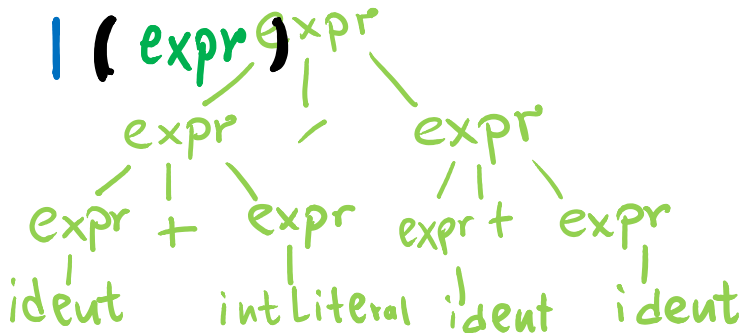 | ( expr ) expr
expr / expr
expr + expr expr + expr
ident intLiteral ident ident